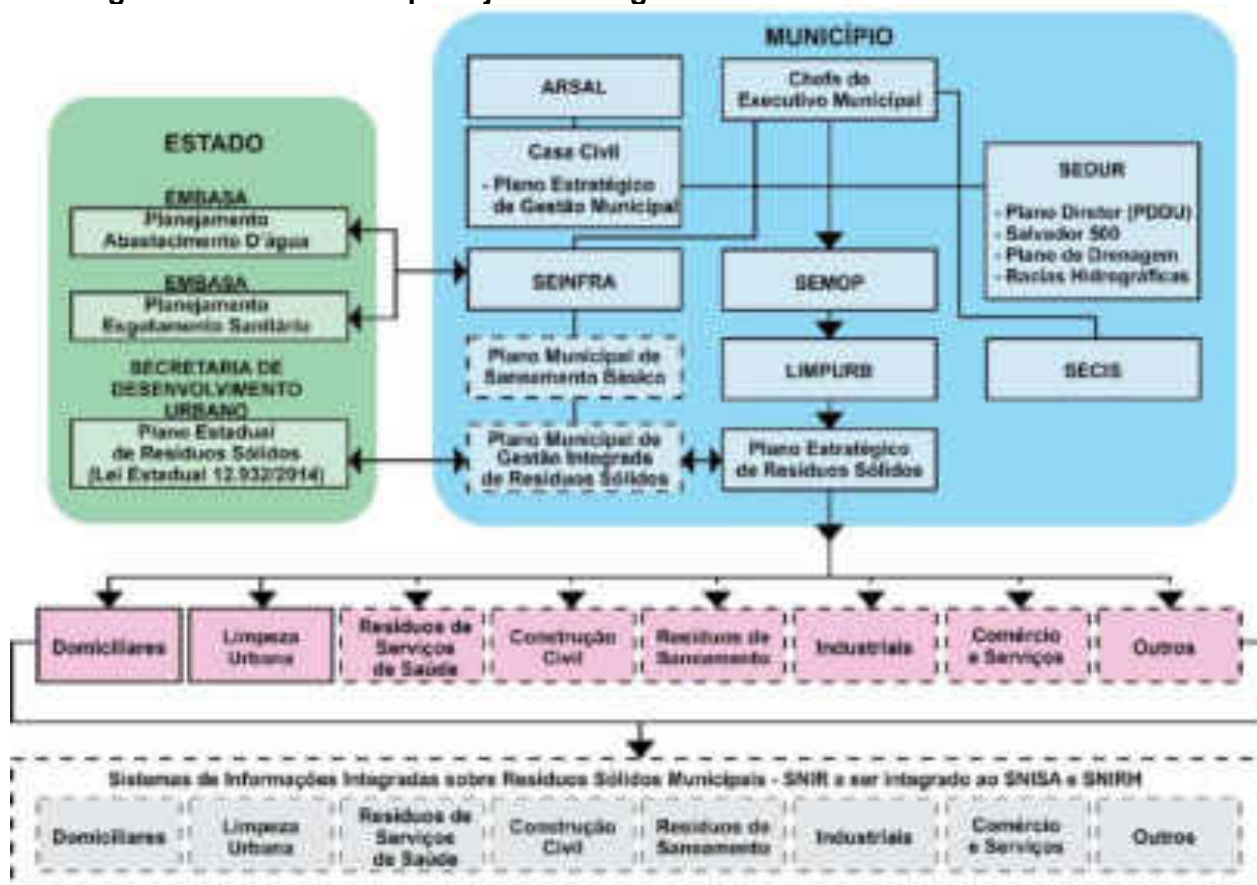 MUNICÍPIO
ARSAL
Chefe do
Executivo Municipal
Casa Civil
- Plano Estratégico
de Gestão Municipal
SEDUR
- Plano Diretor (PDDU)
- Salvador 500
- Plano de Drenagem
- Bacias Hidrográficas
SEINFRA
SEMOP
Plano Municipal de
Saneamento Básico
LIMPURB
SECIS
Plano Municipal de
Gestão Integrada
de Resíduos Sólidos
Plano Estratégico
de Resíduos Sólidos
ESTADO
EMBASA
Planejamento
Abastecimento D'água
EMBASA
Planejamento
Esgotamento Sanitário
SECRETARIA DE
DESENVOLVIMENTO
URBANO
Plano Estadual
de Resíduos Sólidos
(Lei Estadual 12.932/2014)
Domiciliares
Limpeza
Urbana
Resíduos de
Serviços
de Saúde
Construção
Civil
Resíduos de
Saneamento
Industriais
Comércio
e Serviços
Outros
Sistemas de Informações Integradas sobre Resíduos Sólidos Municipais - SNIR a ser integrado ao SNISA e SNIRH
Domiciliares
Limpeza
Urbana
Resíduos de
Serviços
de Saúde
Construção
Civil
Resíduos de
Saneamento
Industriais
Comércio
e Serviços
Outros